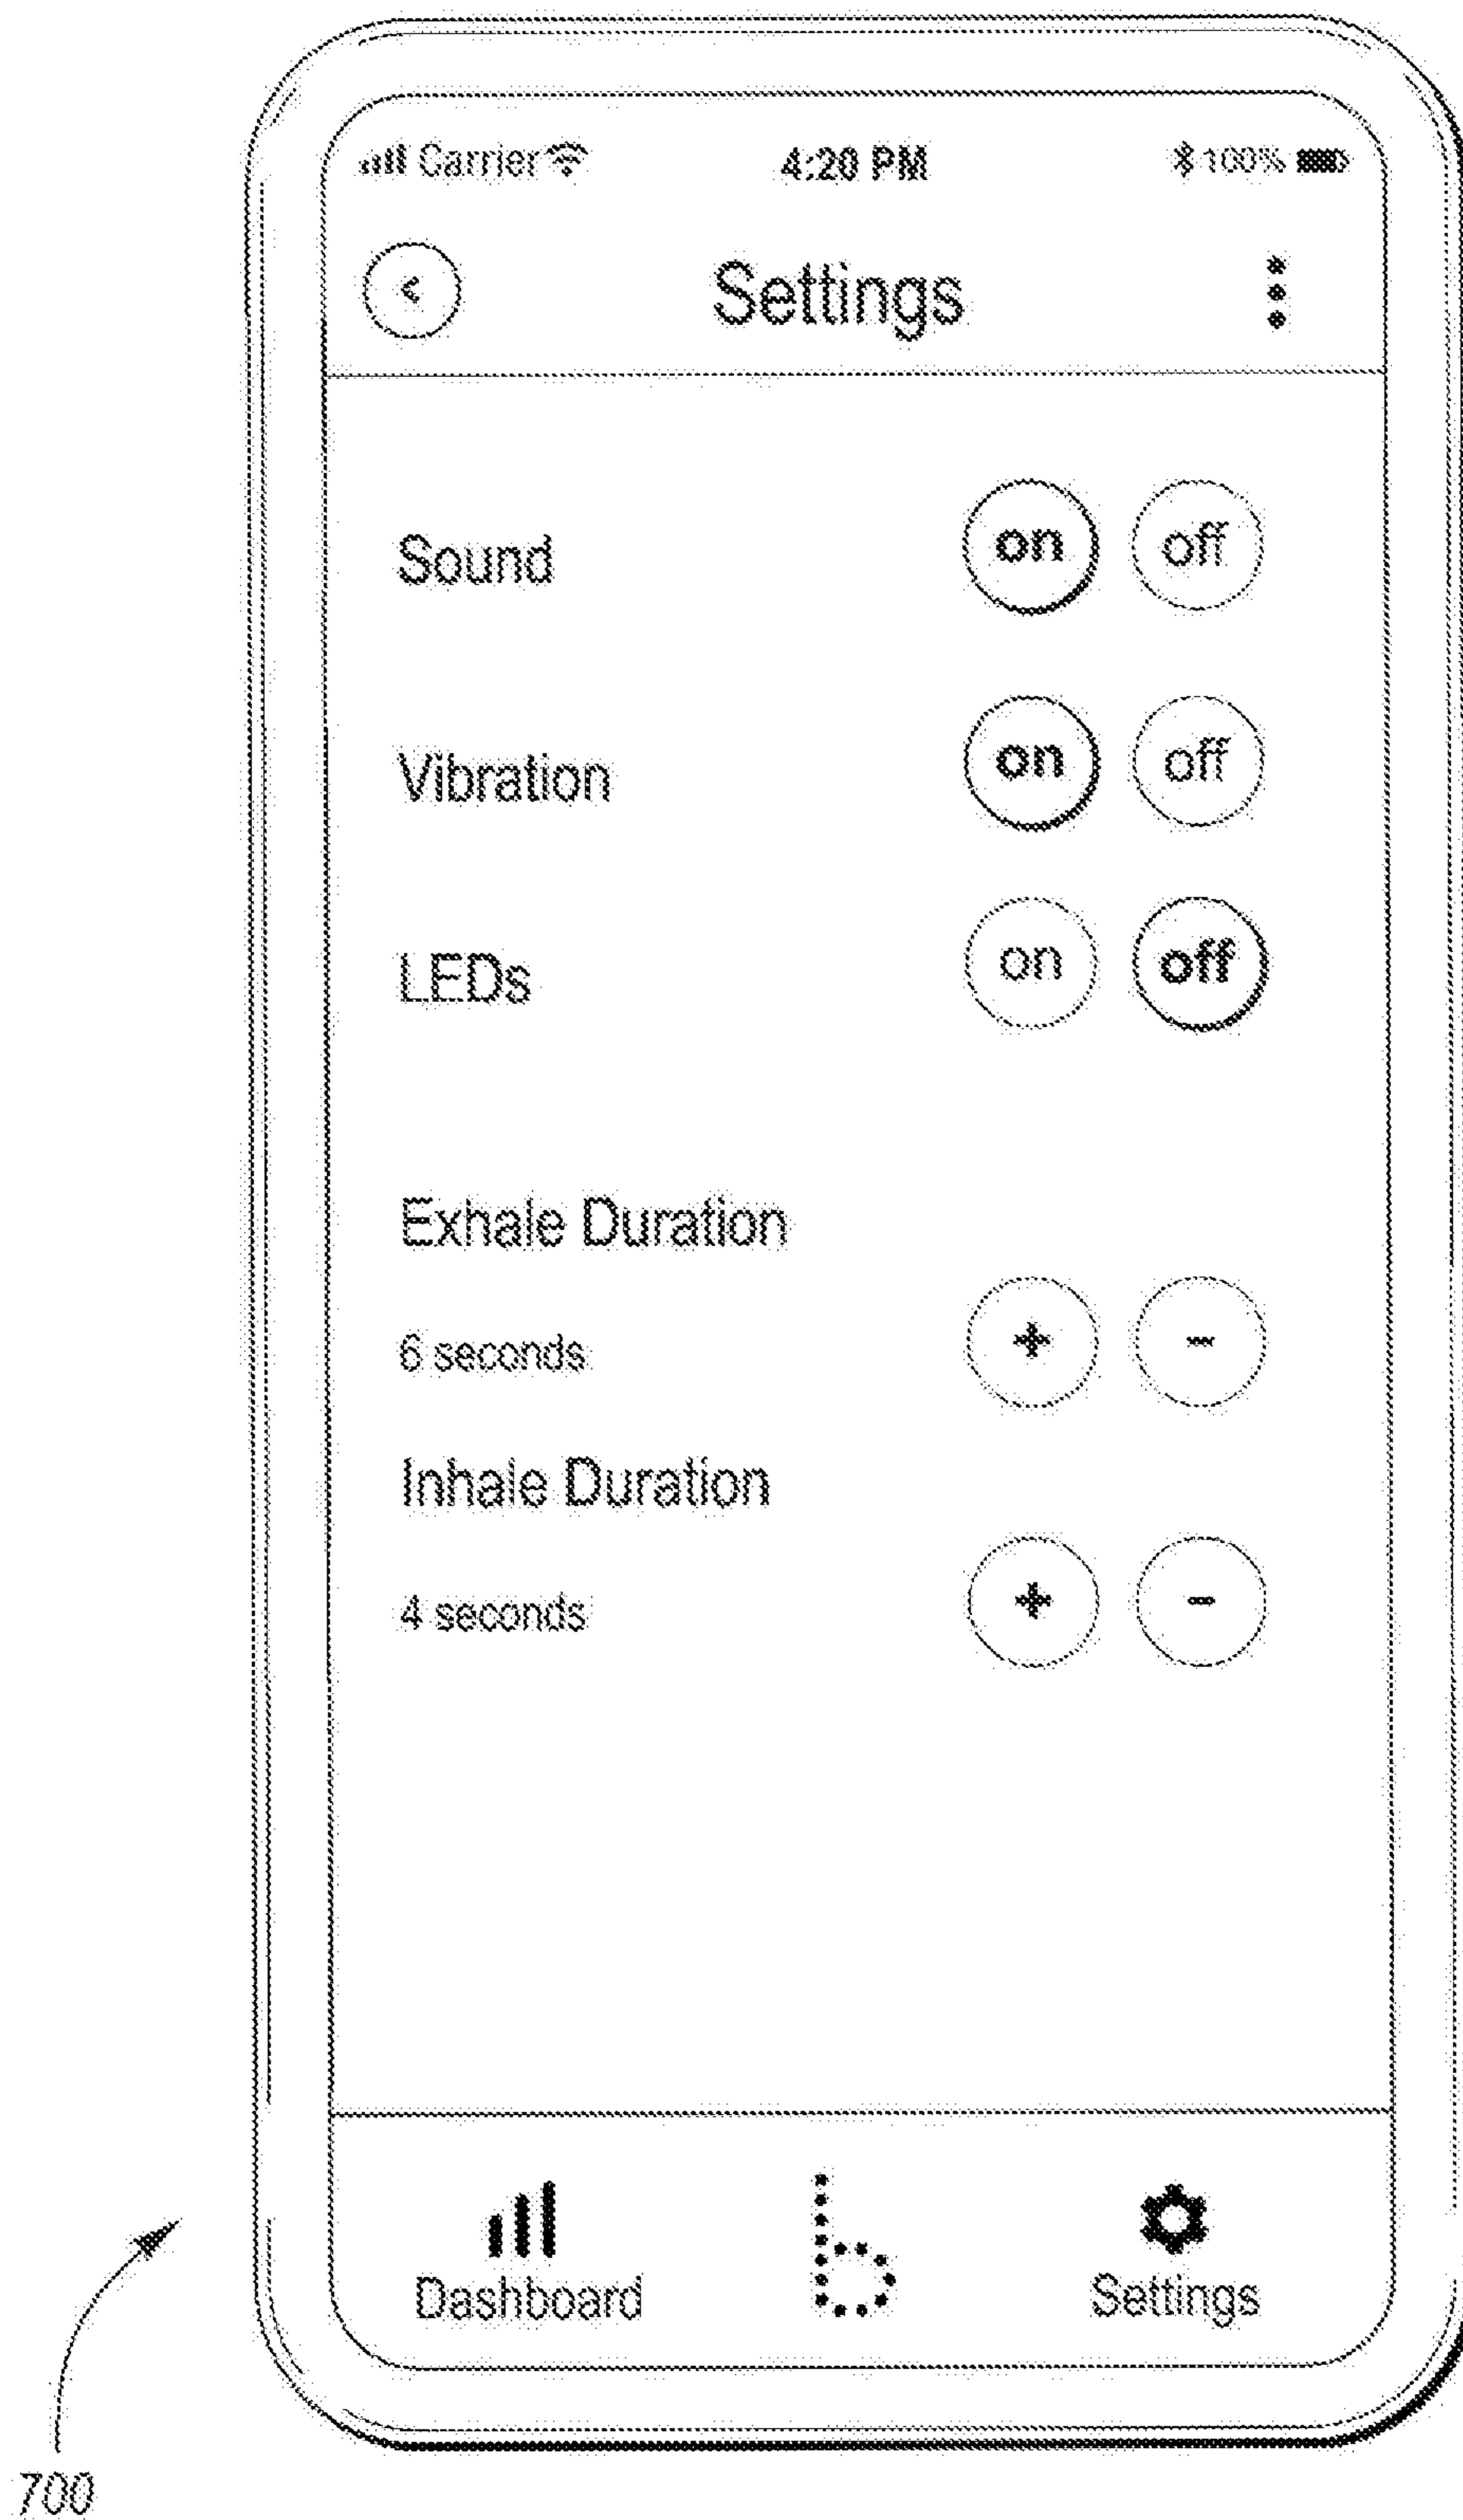 Carrier 4:20 PM 100%
< Settings
Sound on off
Vibration on off
LEDs on off
Exhale Duration
6 seconds + -
Inhale Duration
4 seconds + -
b
Dashboard Settings
700